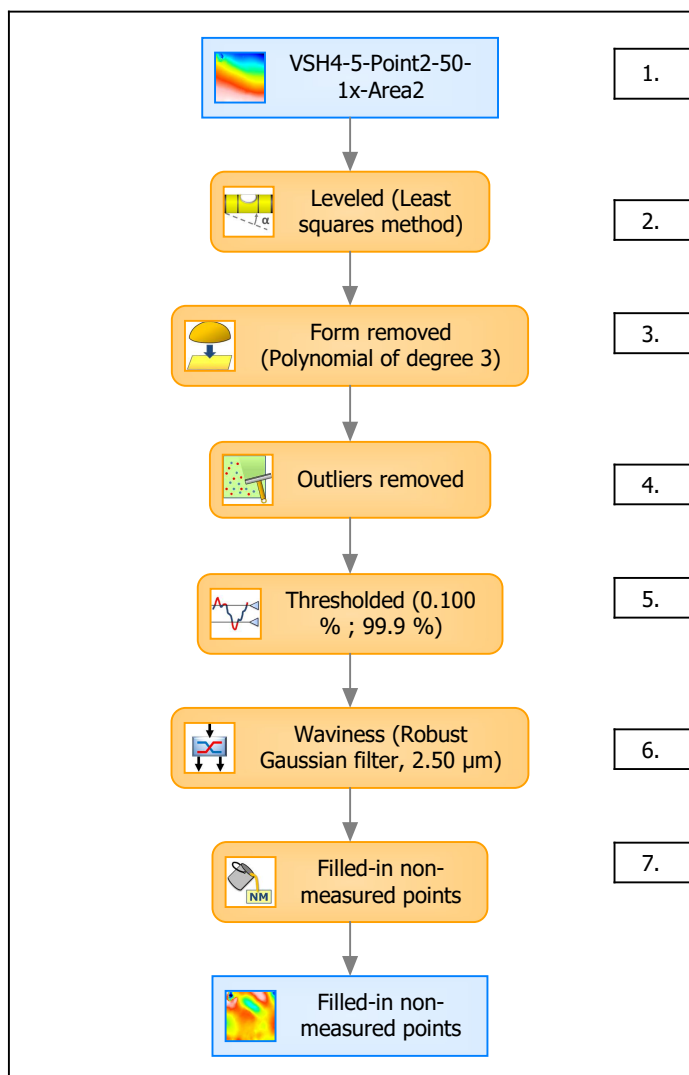 VSH4-5-Point2-50-
1x-Area2
1.
α
Leveled (Least
squares method)
2.
Form removed
(Polynomial of degree 3)
3.
Outliers removed
4.
Thresholded (0.100
% ; 99.9 %)
5.
Waviness (Robust
Gaussian filter, 2.50 µm)
6.
Filled-in non-
measured points
NM
7.
Filled-in non-
measured points